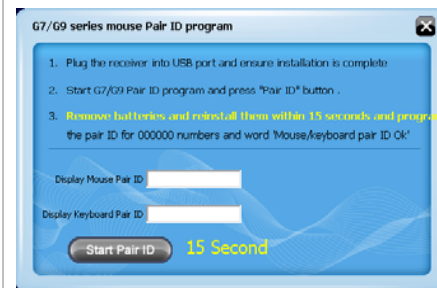 G7/G9 series mouse Pair ID program
1. Plug the receiver into USB port and ensure installation is complete
2. Start G7/G9 Pair ID program and press "Pair ID" button .
3. Remove batteries and reinstall them within 15 seconds and progra
the pair ID for 000000 numbers and word 'Mouse/keyboard pair ID Ok'
Display Mouse Pair ID
Display Keyboard Pair ID
Start Pair ID 15 Second